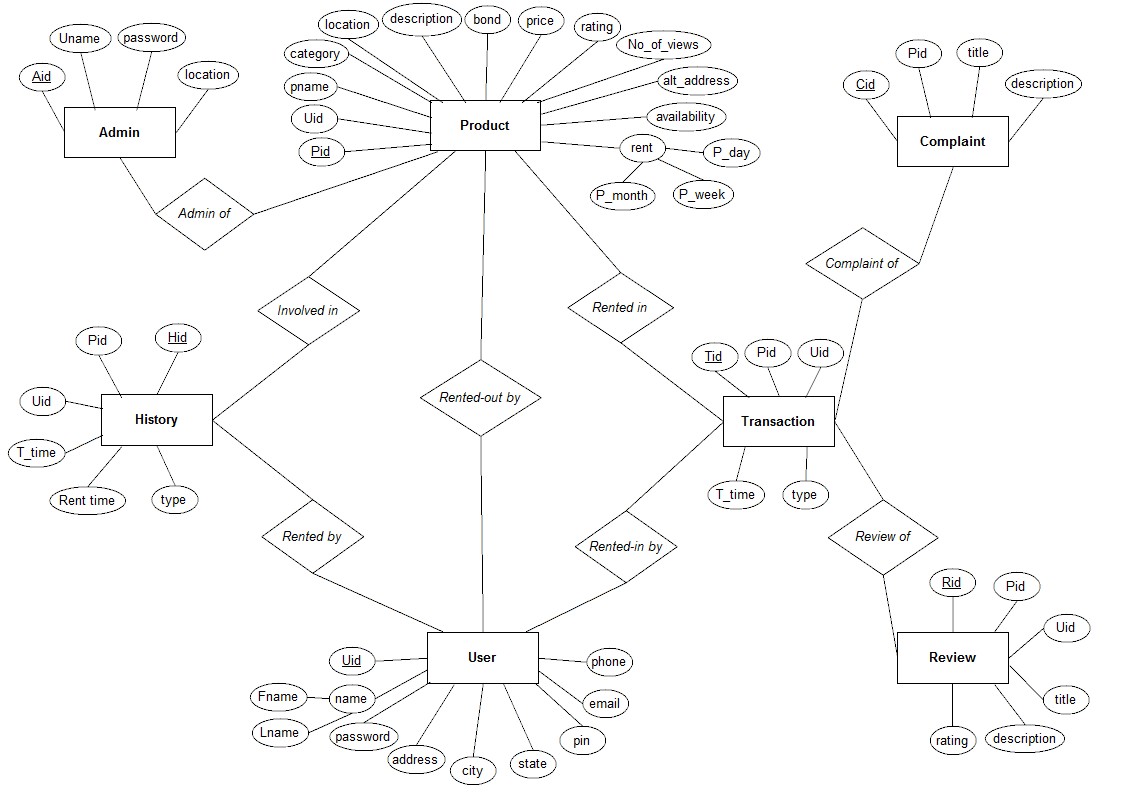 location
description
bond
price
rating
Uname
password
No_of_views
category
Aid
location
pname
alt_address
Pid
title
Cid
description
Admin
Uid
Product
availability
Complaint
Pid
rent
P_day
P_month
P_week
Admin of
Complaint of
Involved in
Rented in
Pid
Hid
Tid
Pid
Uid
Uid
History
Rented-out by
Transaction
T_time
Rent time
type
T_time
type
Rented by
Rented-in by
Review of
Rid
Pid
Uid
Uid
User
phone
Review
Fname
name
email
title
Lname
password
pin
rating
description
address
city
state